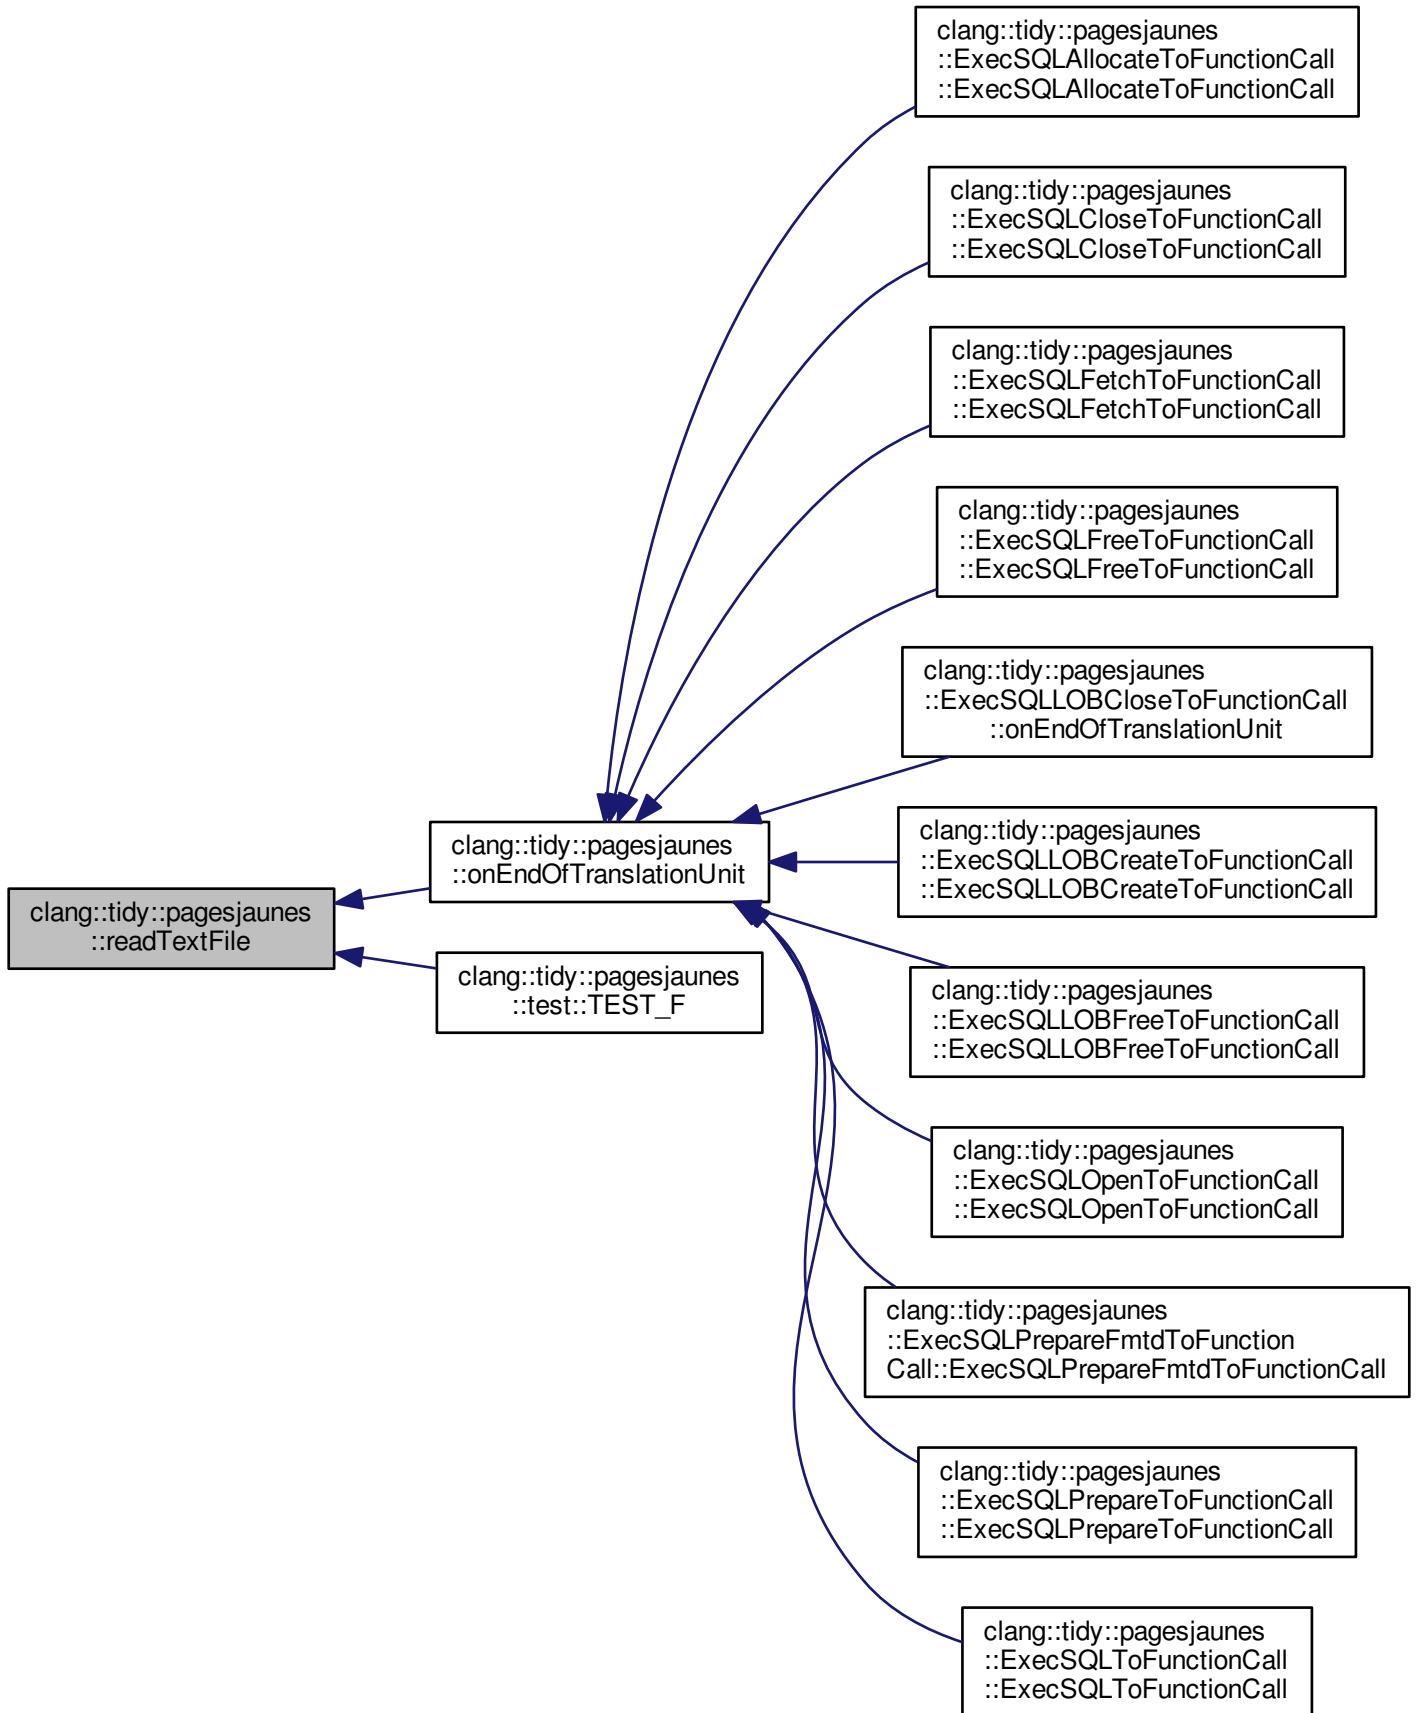 clang::tidy::pagesjaunes
::ExecSQLAllocateToFunctionCall
::ExecSQLAllocateToFunctionCall
clang::tidy::pagesjaunes
::ExecSQLCloseToFunctionCall
::ExecSQLCloseToFunctionCall
clang::tidy::pagesjaunes
::ExecSQLFetchToFunctionCall
::ExecSQLFetchToFunctionCall
clang::tidy::pagesjaunes
::ExecSQLFreeToFunctionCall
::ExecSQLFreeToFunctionCall
clang::tidy::pagesjaunes
::ExecSQLLOBCloseToFunctionCall
::onEndOfTranslationUnit
clang::tidy::pagesjaunes
::onEndOfTranslationUnit
clang::tidy::pagesjaunes
::ExecSQLLOBCreateToFunctionCall
::ExecSQLLOBCreateToFunctionCall
clang::tidy::pagesjaunes
::readTextFile
clang::tidy::pagesjaunes
::test::TEST_F
clang::tidy::pagesjaunes
::ExecSQLLOBFreeToFunctionCall
::ExecSQLLOBFreeToFunctionCall
clang::tidy::pagesjaunes
::ExecSQLOpenToFunctionCall
::ExecSQLOpenToFunctionCall
clang::tidy::pagesjaunes
::ExecSQLPrepareFmtdToFunction
Call::ExecSQLPrepareFmtdToFunctionCall
clang::tidy::pagesjaunes
::ExecSQLPrepareToFunctionCall
::ExecSQLPrepareToFunctionCall
clang::tidy::pagesjaunes
::ExecSQLToFunctionCall
::ExecSQLToFunctionCall